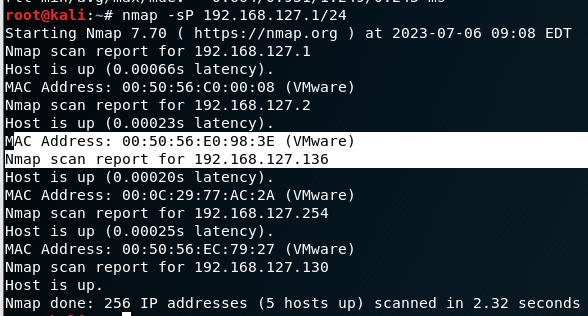 root@kali:~# nmap -sP 192.168.127.1/24
Starting Nmap 7.70 ( https://nmap.org ) at 2023-07-06 09:08 EDT
Nmap scan report for 192.168.127.1
Host is up (0.00066s latency).
MAC Address: 00:50:56:C0:00:08 (VMware)
Nmap scan report for 192.168.127.2
Host is up (0.00023s latency).
MAC Address: 00:50:56:E0:98:3E (VMware)
Nmap scan report for 192.168.127.136
Host is up (0.00020s latency).
MAC Address: 00:0C:29:77:AC:2A (VMware)
Nmap scan report for 192.168.127.254
Host is up (0.00025s latency).
MAC Address: 00:50:56:EC:79:27 (VMware)
Nmap scan report for 192.168.127.130
Host is up.
Nmap done: 256 IP addresses (5 hosts up) scanned in 2.32 seconds